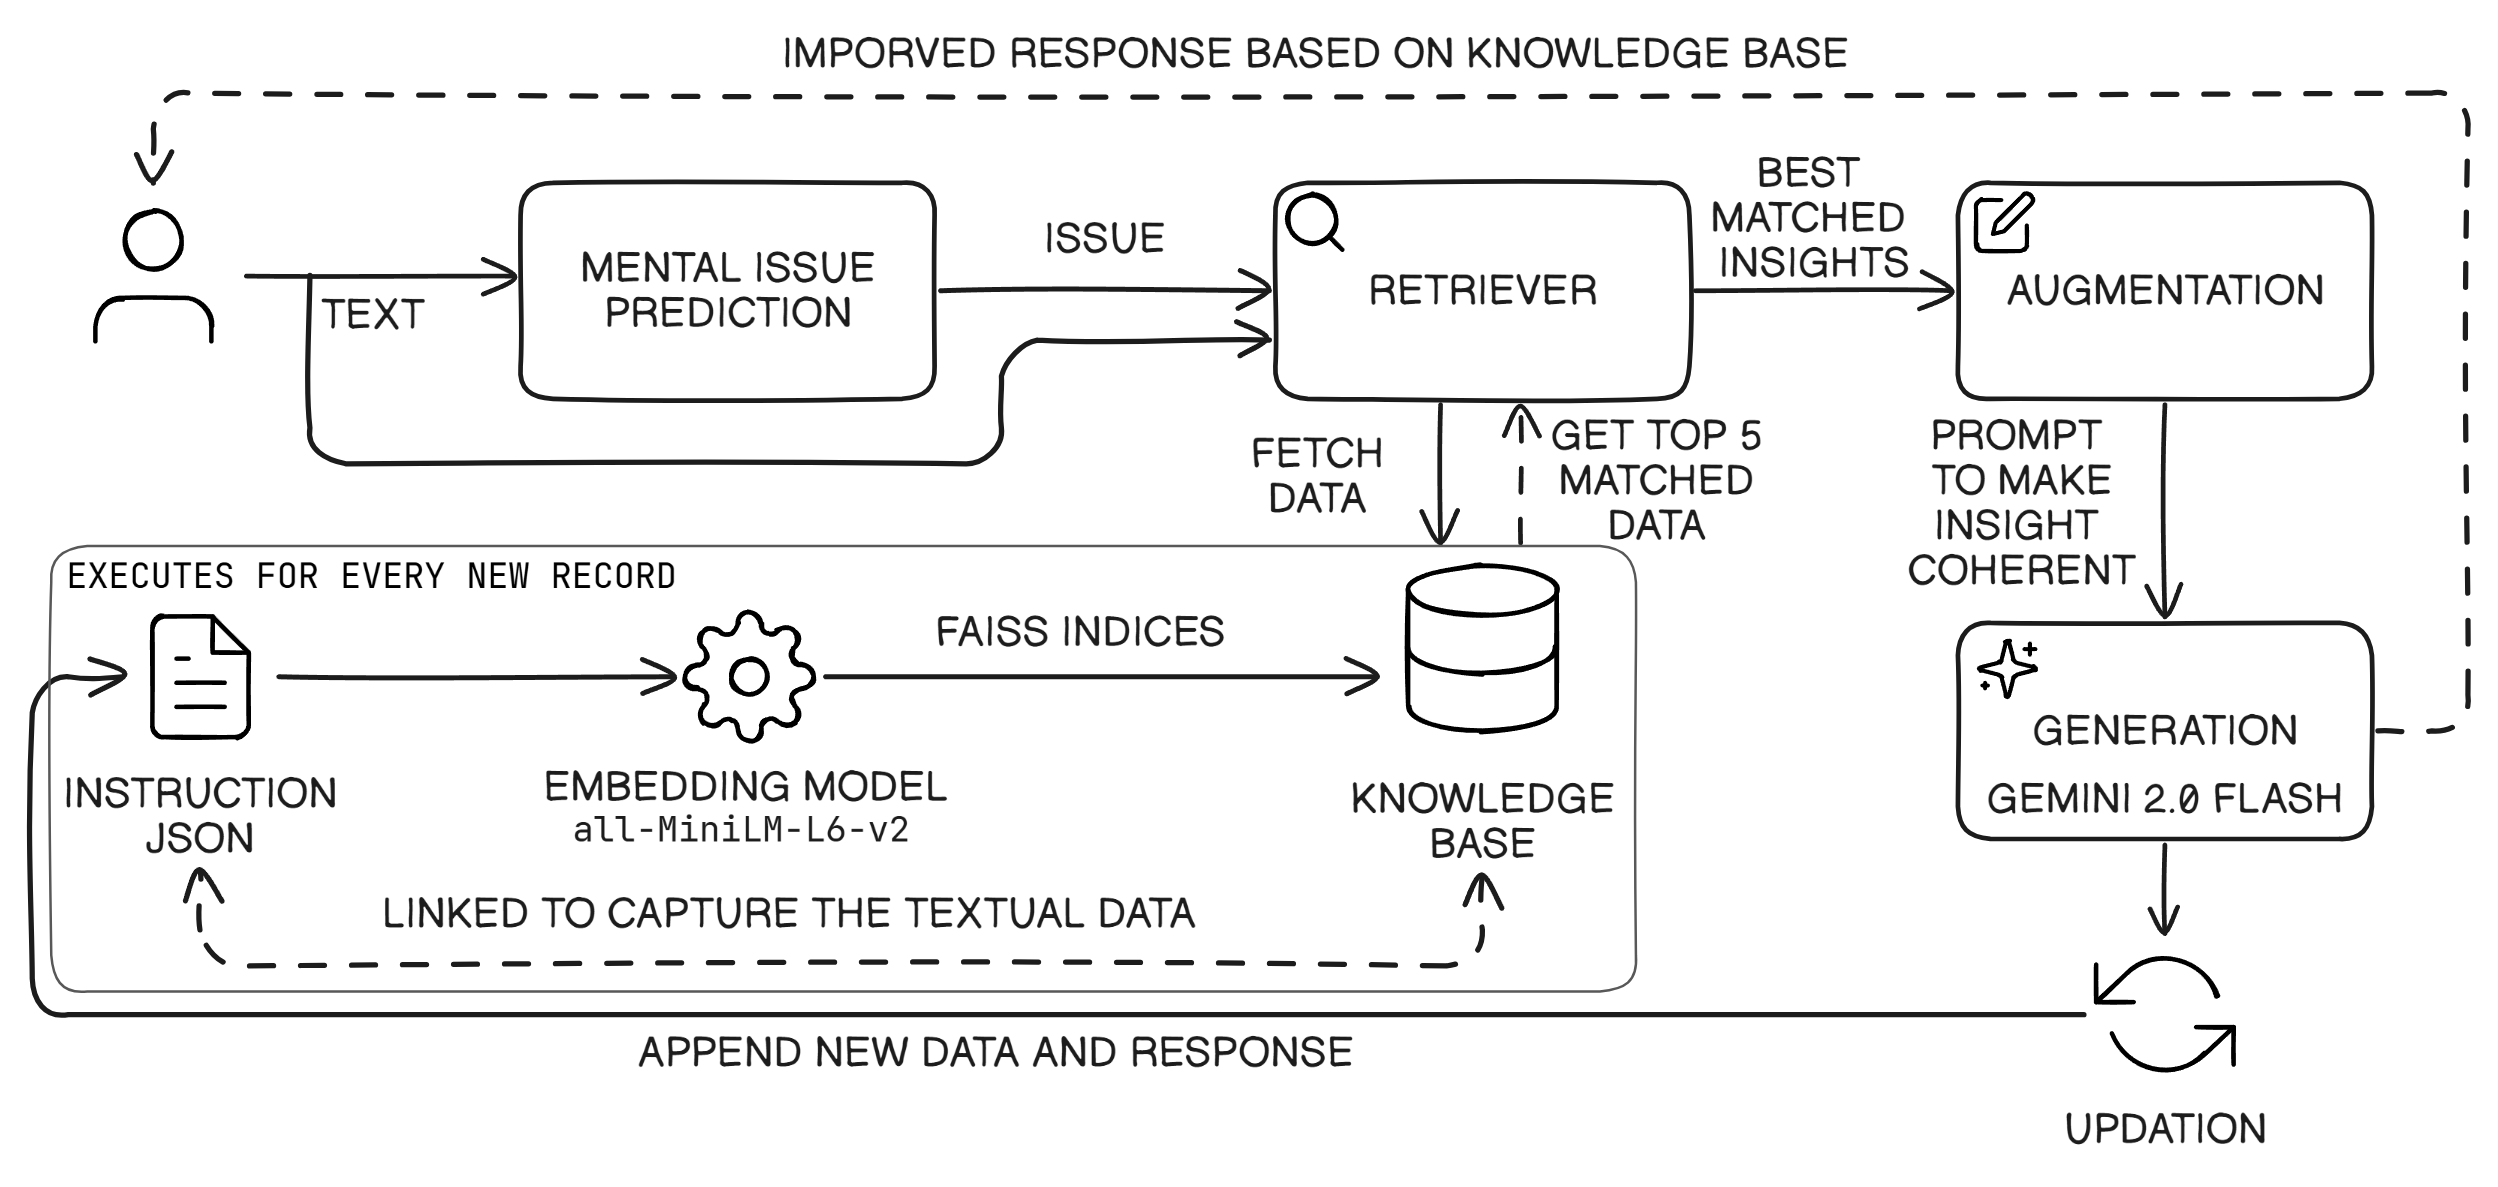 IMPORVED RESPONSE BASED ON KNOWLEDGE BASE
TEXT
MENTAL ISSUE
PREDICTION
ISSUE
RETRIEVER
BEST
MATCHED
INSIGHTS
AUGMENTATION
FETCH
DATA
GET TOP 5
MATCHED
DATA
PROMPT
TO MAKE
INSIGHT
COHERENT
EXECUTES FOR EVERY NEW RECORD
INSTRUCTION
JSON
EMBEDDING MODEL
all-MiniLM-L6-v2
FAISS INDICES
KNOWLEDGE
BASE
LINKED TO CAPTURE THE TEXTUAL DATA
GENERATION
GEMINI 2.0 FLASH
APPEND NEW DATA AND RESPONSE
UPDATION